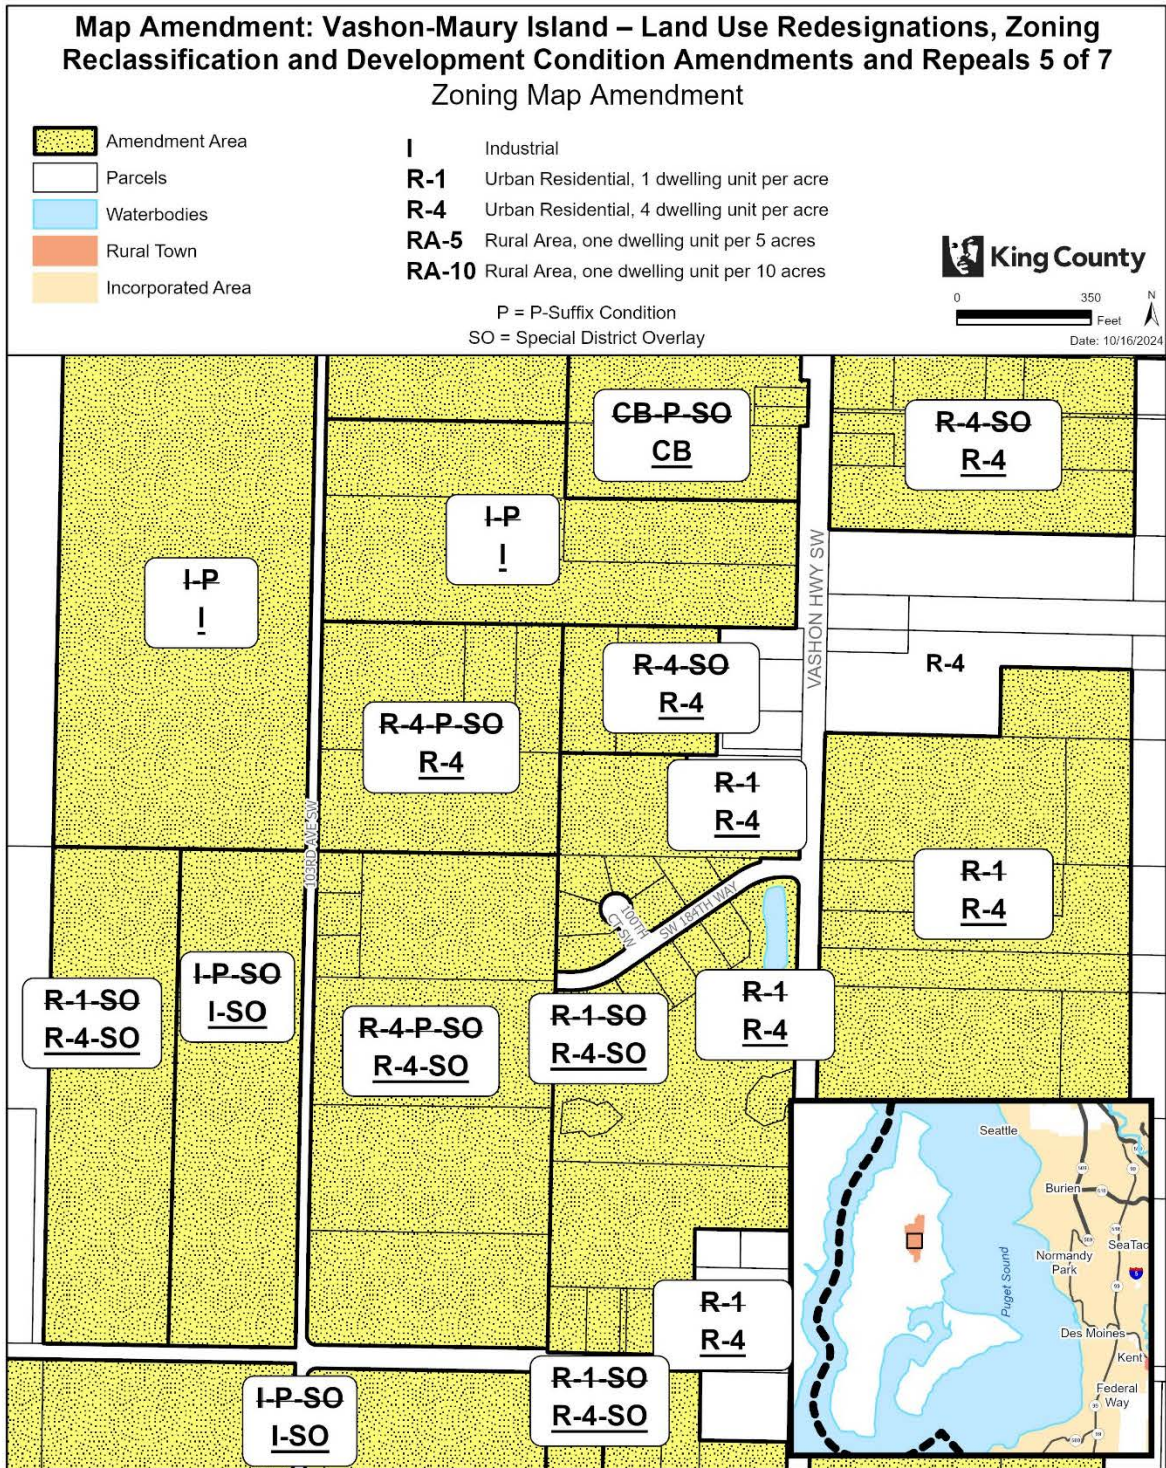 Map Amendment: Vashon-Maury Island – Land Use Redesignations, Zoning
Reclassification and Development Condition Amendments and Repeals 5 of 7
Zoning Map Amendment
Amendment Area
Parcels
Waterbodies
Rural Town
Incorporated Area
I Industrial
R-1 Urban Residential, 1 dwelling unit per acre
R-4 Urban Residential, 4 dwelling unit per acre
RA-5 Rural Area, one dwelling unit per 5 acres
RA-10 Rural Area, one dwelling unit per 10 acres
P = P-Suffix Condition
SO = Special District Overlay
King County
0 350
Feet
N
Date: 10/16/2024
CB-P-SO
CB
R-4-SO
R-4
I-P
I
I-P
I
VASHON HWY SW
R-4-SO
R-4
R-4
R-4-P-SO
R-4
R-1
R-4
103RD AVE SW
R-1
R-4
100TH
CT SW
SW 184TH WAY
I-P-SO
I-SO
R-1-SO
R-4-SO
R-4-P-SO
R-4-SO
R-1-SO
R-4-SO
R-1
R-4
R-1
R-4
I-P-SO
I-SO
R-1-SO
R-4-SO
Seattle
Burien
Normandy
Park
SeaTac
Puget Sound
Des Moines
Kent
Federal
Way
509
518
509
99
5
99